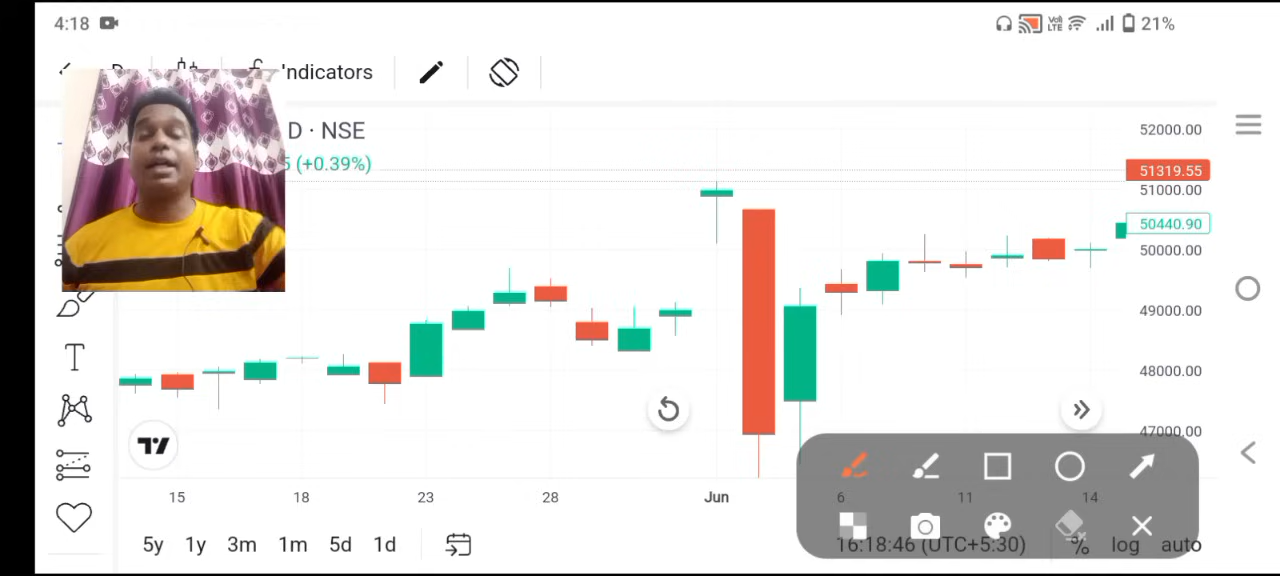 4:18
Vo)
LTE
21%
Indicators
D · NSE
5 (+0.39%)
52000.00
51319.55
51000.00
50440.90
50000.00
49000.00
48000.00
47000.00
15
18
23
28
Jun
6
11
14
5y
1y
3m
1m
5d
1d
16:18:46 (UTC+5:30)
%
log
auto